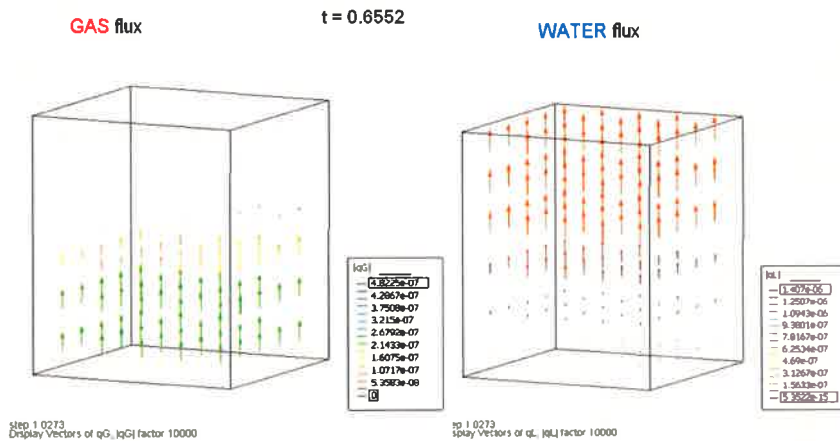 t = 0.6552
GAS flux
WATER flux
|qG|
4.8225e-07
4.2867e-07
3.7508e-07
3.215e-07
2.6792e-07
2.1433e-07
1.6075e-07
1.0717e-07
5.3583e-08
0
|qL|
1.407e-06
1.2507e-06
1.0943e-06
9.3801e-07
7.8167e-07
6.2534e-07
4.69e-07
3.1267e-07
1.5633e-07
5.3522e-15
step 1.0273
Display Vectors of qG, |qG| factor 10000
ep 1.0273
splay Vectors of qL, |qL| factor 10000